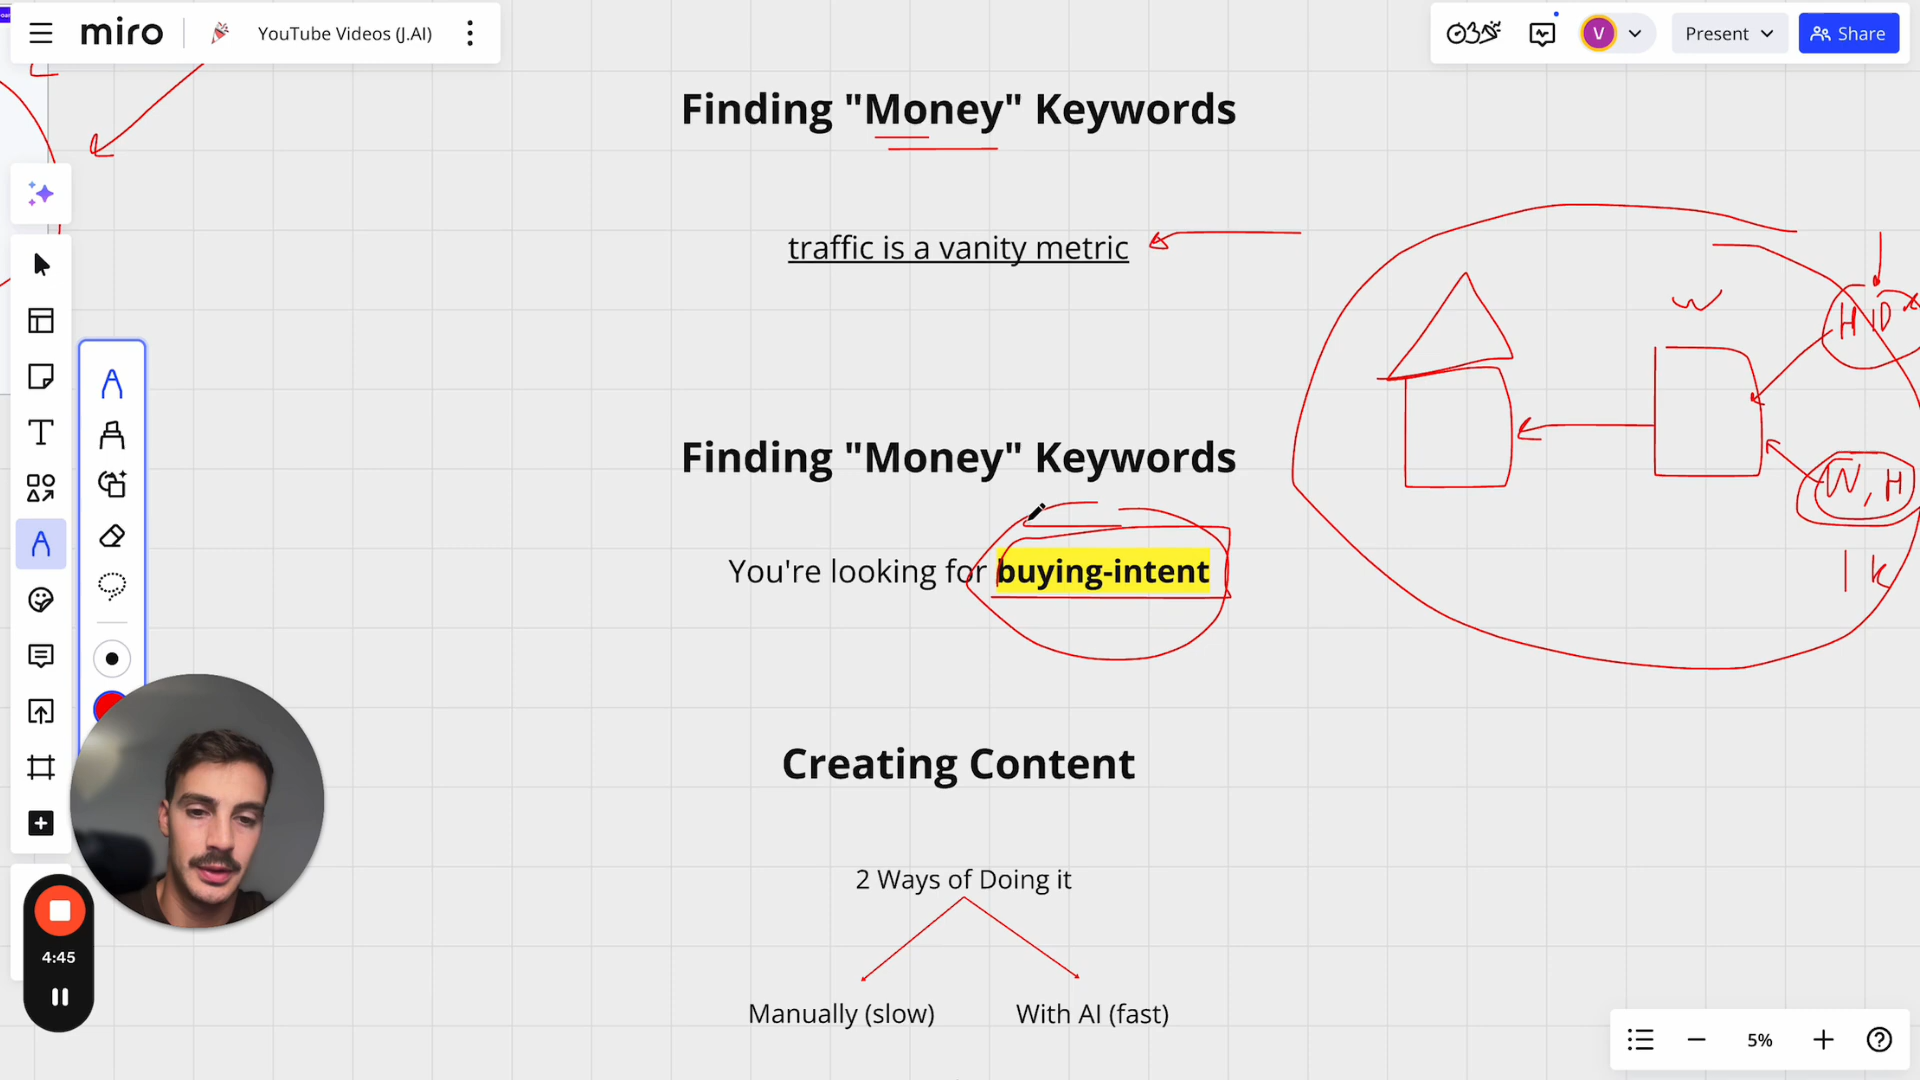 miro
YouTube Videos (J.AI)
V
Present
Share
Finding "Money" Keywords
traffic is a vanity metric
W
H
W, H
1k
Finding "Money" Keywords
You're looking for buying-intent
Creating Content
2 Ways of Doing it
Manually (slow)
With AI (fast)
4:45
5%